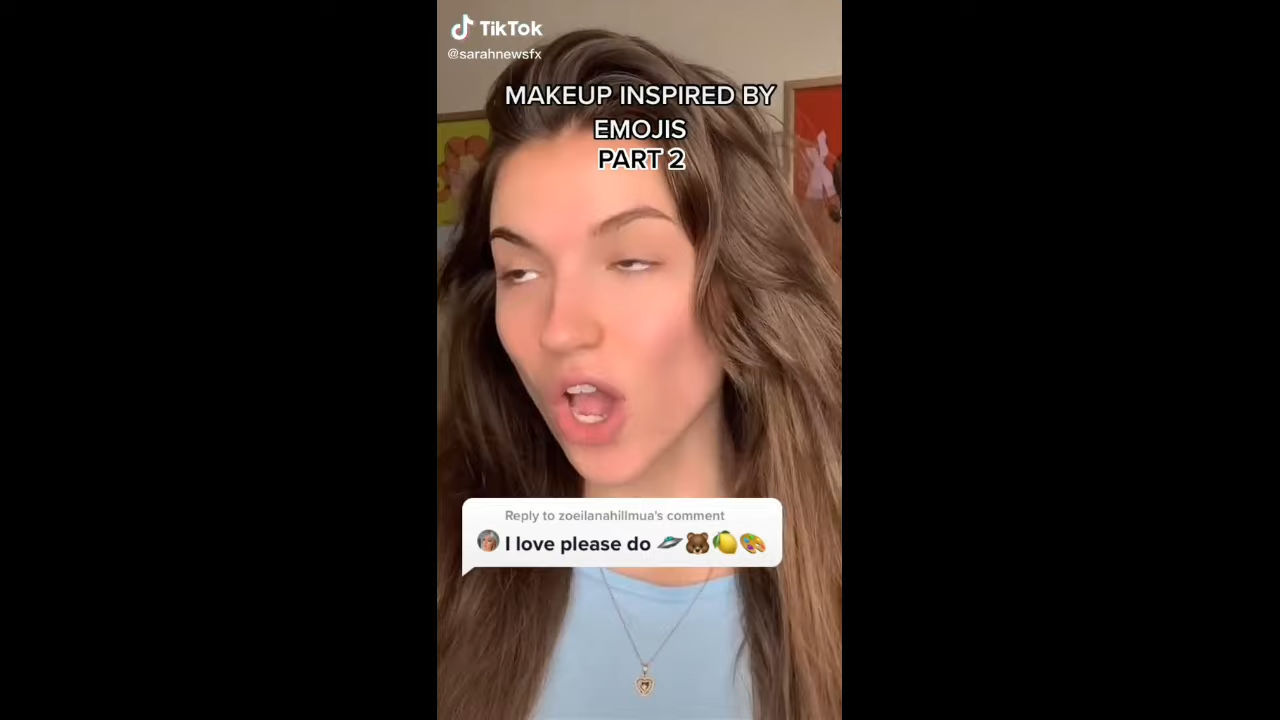 TikTok
@sarahnewsfx
MAKEUP INSPIRED BY
EMOJIS
PART 2
Reply to zoeilanahillmua's comment
I love please do 🛸🐻🍋🎨